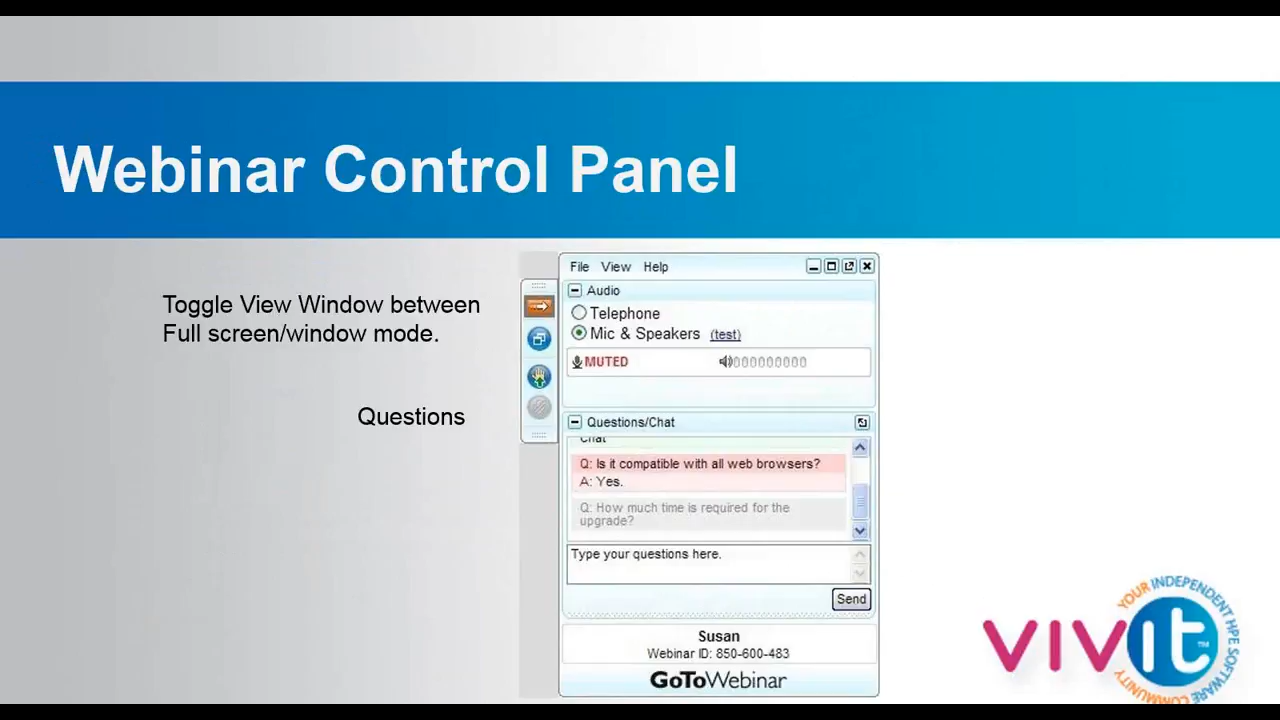 Webinar Control Panel
Toggle View Window between
Full screen/window mode.
Questions
File View Help
Audio
Telephone
Mic & Speakers (test)
MUTED
Questions/Chat
Chat
Q: Is it compatible with all web browsers?
A: Yes.
Q: How much time is required for the
upgrade?
Type your questions here.
Send
Susan
Webinar ID: 850-600-483
GoToWebinar
vivit™
YOUR INDEPENDENT HPE SOFTWARE COMMUNITY